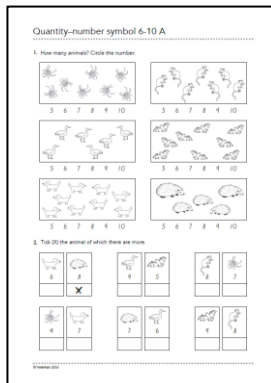 Quantity–number symbol 6-10 A
1. How many animals? Circle the number.
5 6 7 8 9 10 5 6 7 8 9 10
5 6 7 8 9 10 5 6 7 8 9 10
5 6 7 8 9 10 5 6 7 8 9 10
2. Tick (X) the animal of which there are more.
6 8 9 5 8 7
X
9 7 7 6 9 8